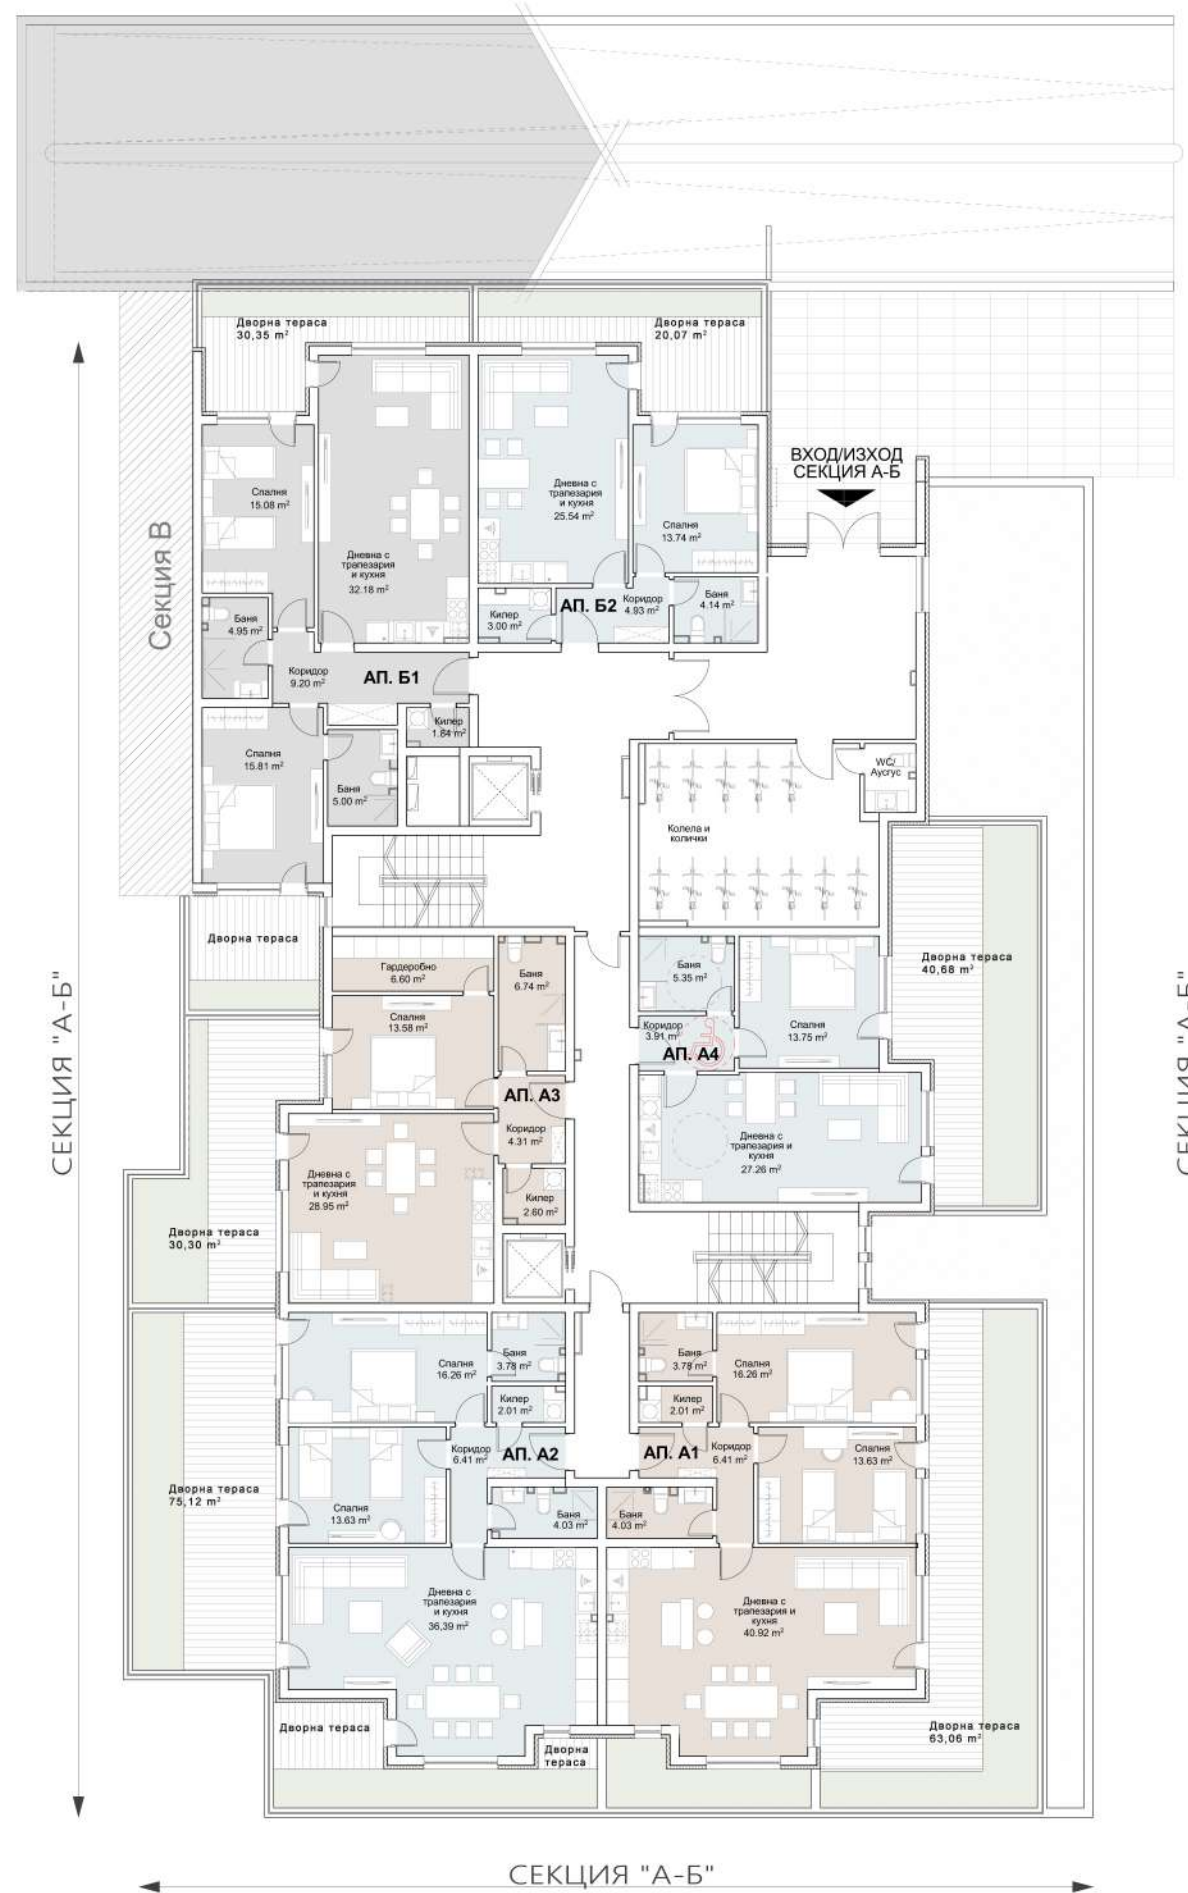 Дворна тераса
30,35 m²
Дворна тераса
20,07 m²
ВХОД/ИЗХОД
СЕКЦИЯ А-Б
Спалня
15.08 m²
Дневна с
трапезария
и кухня
32.18 m²
Дневна с
трапезария
и кухня
25.54 m²
Спалня
13.74 m²
Секция В
Баня
4.95 m²
Килер
3.00 m²
АП. Б2
Коридор
4.93 m²
Баня
4.14 m²
Коридор
9.20 m²
АП. Б1
Килер
1.84 m²
Спалня
15.81 m²
Баня
5.00 m²
WC/
Аусгус
Колела и
колички
Дворна тераса
Гардеробно
6.60 m²
Баня
6.74 m²
Баня
5.35 m²
Дворна тераса
40,68 m²
Спалня
13.58 m²
Коридор
3.91 m²
АП. А4
Спалня
13.75 m²
СЕКЦИЯ "А-Б"
АП. А3
Коридор
4.31 m²
Дневна с
трапезария
и кухня
28.95 m²
Дневна с
трапезария и
кухня
27.26 m²
СЕКЦИЯ "А-Б"
Килер
2.60 m²
Дворна тераса
30,30 m²
Спалня
16.26 m²
Баня
3.78 m²
Баня
3.78 m²
Спалня
16.26 m²
Килер
2.01 m²
Килер
2.01 m²
Коридор
6.41 m²
АП. А2
АП. А1
Коридор
6.41 m²
Спалня
13.63 m²
Дворна тераса
75,12 m²
Спалня
13.63 m²
Баня
4.03 m²
Баня
4.03 m²
Дневна с
трапезария
и кухня
36,39 m²
Дневна с
трапезария и
кухня
40.92 m²
Дворна тераса
Дворна
тераса
Дворна тераса
63,06 m²
СЕКЦИЯ "А-Б"